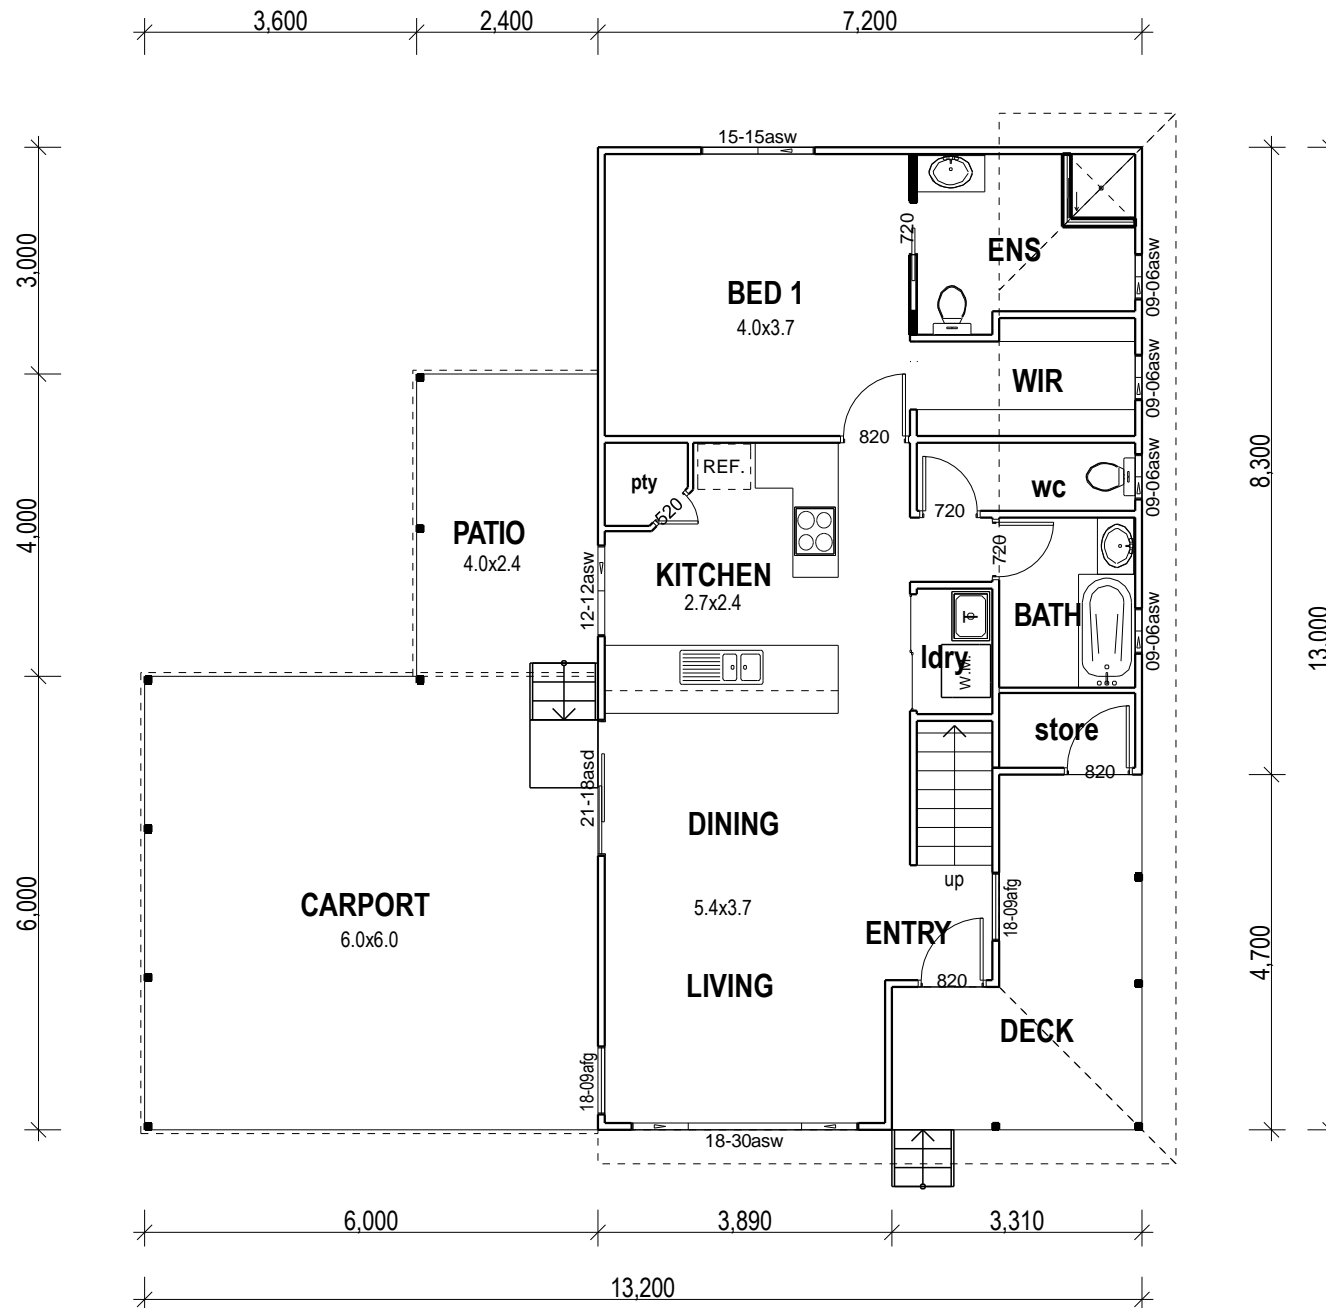 3,600
2,400
7,200
15-15asw
3,000
4,000
6,000
8,300
4,700
13,000
BED 1
4.0x3.7
720
ENS
09-06asw
WIR
09-06asw
820
pty
520
REF.
wc
720
09-06asw
PATIO
4.0x2.4
12-12asw
KITCHEN
2.7x2.4
720
BATH
09-06asw
ldry
W.M.
store
820
21-18asd
DINING
up
CARPORT
6.0x6.0
5.4x3.7
ENTRY
18-09afg
820
LIVING
DECK
18-09afg
18-30asw
6,000
3,890
3,310
13,200